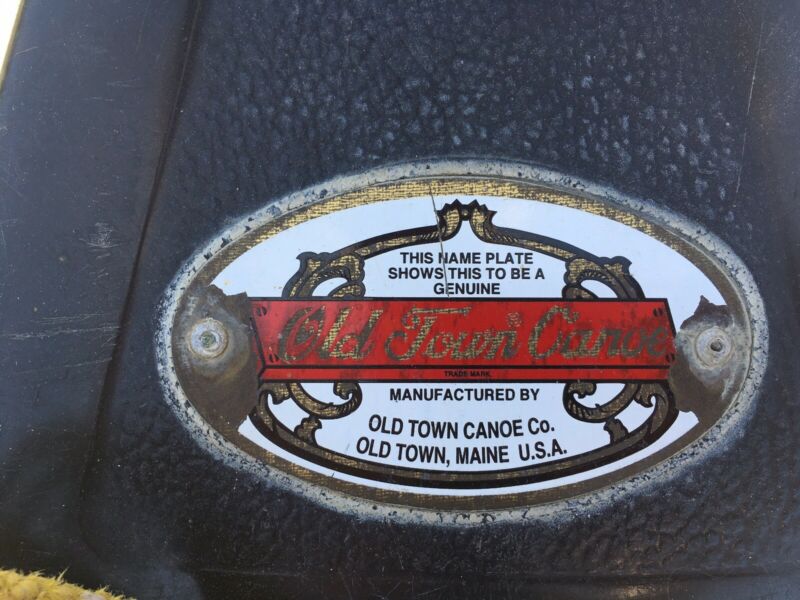 THIS NAME PLATE
SHOWS THIS TO BE A
GENUINE
Old Town Canoe
TRADE MARK
MANUFACTURED BY
OLD TOWN CANOE Co.
OLD TOWN, MAINE U.S.A.